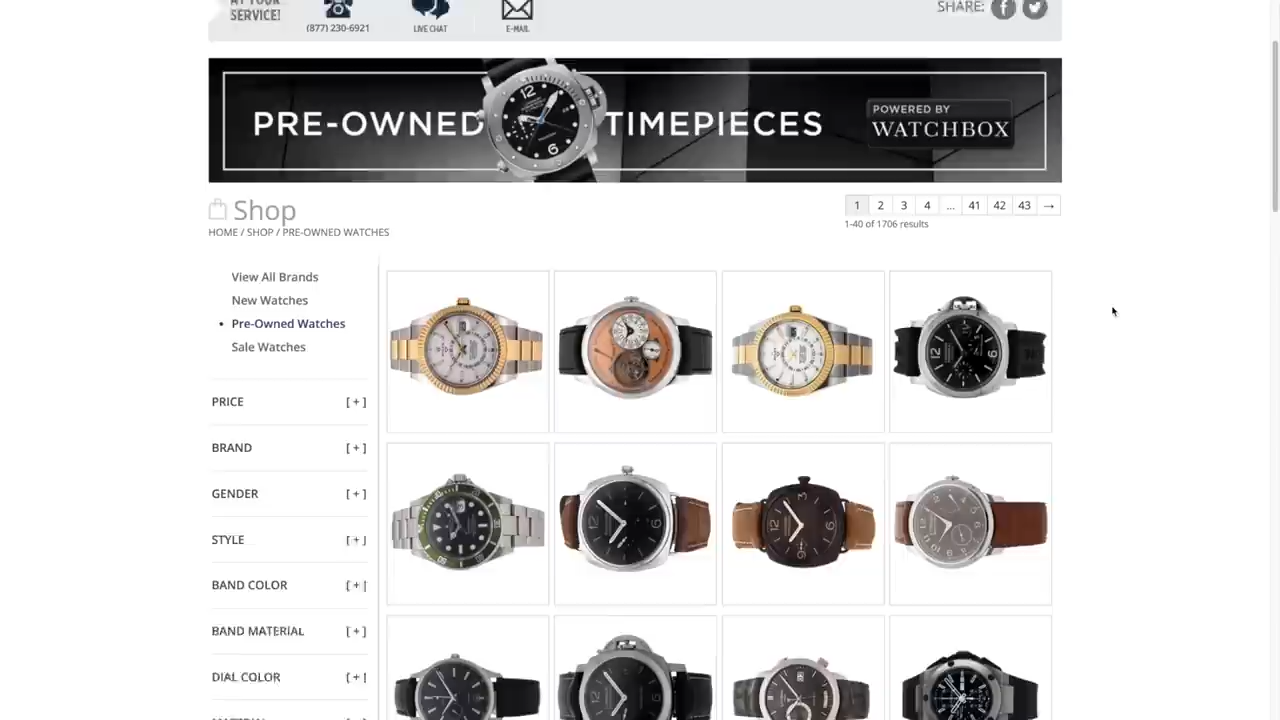 AT YOUR
SERVICE!
(877) 230-6921
LIVE CHAT
E-MAIL
SHARE:
PRE-OWNED TIMEPIECES
POWERED BY
WATCHBOX
Shop
HOME / SHOP / PRE-OWNED WATCHES
1 2 3 4 ... 41 42 43 →
1-40 of 1706 results
View All Brands
New Watches
• Pre-Owned Watches
Sale Watches
PRICE [ + ]
BRAND [ + ]
GENDER [ + ]
STYLE [ + ]
BAND COLOR [ + ]
BAND MATERIAL [ + ]
DIAL COLOR [ + ]